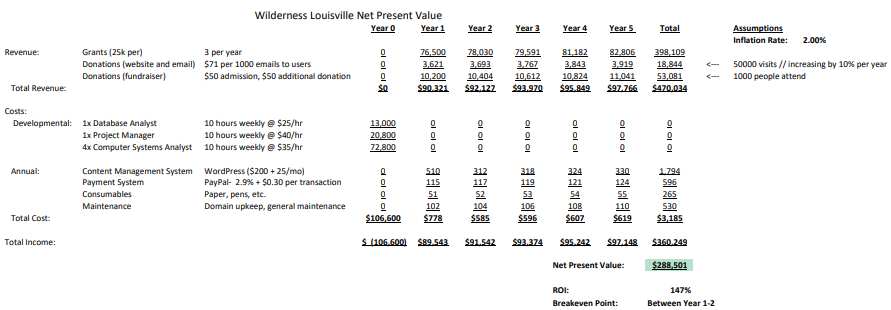 Wilderness Louisville Net Present Value
Year 0 Year 1 Year 2 Year 3 Year 4 Year 5 Total Assumptions
Inflation Rate: 2.00%
Revenue: Grants (25k per) 3 per year 0 76,500 78,030 79,591 81,182 82,806 398,109
Donations (website and email) $71 per 1000 emails to users 0 3,621 3,693 3,767 3,843 3,919 18,844 <--- 50000 visits // increasing by 10% per year
Donations (fundraiser) $50 admission, $50 additional donation 0 10,200 10,404 10,612 10,824 11,041 53,081 <--- 1000 people attend
Total Revenue: $0 $90,321 $92,127 $93,970 $95,849 $97,766 $470,034
Costs:
Developmental: 1x Database Analyst 10 hours weekly @ $25/hr 13,000 0 0 0 0 0 0
1x Project Manager 10 hours weekly @ $40/hr 20,800 0 0 0 0 0 0
4x Computer Systems Analyst 10 hours weekly @ $35/hr 72,800 0 0 0 0 0 0
Annual: Content Management System WordPress ($200 + 25/mo) 0 510 312 318 324 330 1,794
Payment System PayPal- 2.9% + $0.30 per transaction 0 115 117 119 121 124 596
Consumables Paper, pens, etc. 0 51 52 53 54 55 265
Maintenance Domain upkeep, general maintenance 0 102 104 106 108 110 530
Total Cost: $106,600 $778 $585 $596 $607 $619 $3,185
Total Income: $ (106,600) $89,543 $91,542 $93,374 $95,242 $97,148 $360,249
Net Present Value: $288,501
ROI: 147%
Breakeven Point: Between Year 1-2